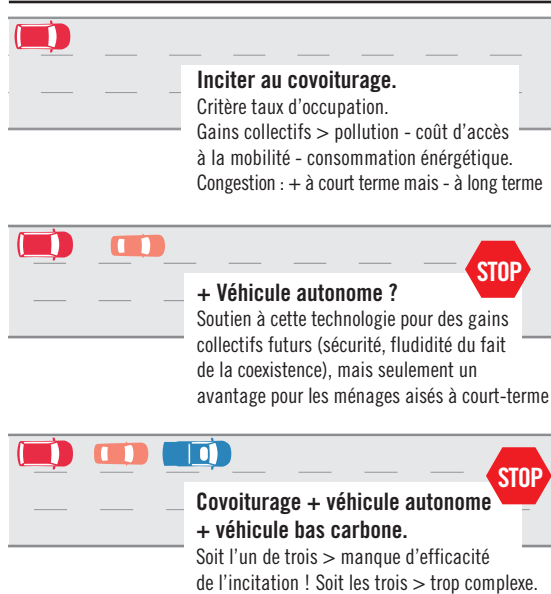 Inciter au covoiturage.
Critère taux d'occupation.
Gains collectifs > pollution - coût d'accès
à la mobilité - consommation énérgétique.
Congestion : + à court terme mais - à long terme
STOP
+ Véhicule autonome ?
Soutien à cette technologie pour des gains
collectifs futurs (sécurité, fludidité du fait
de la coexistence), mais seulement un
avantage pour les ménages aisés à court-terme
STOP
Covoiturage + véhicule autonome
+ véhicule bas carbone.
Soit l'un de trois > manque d'efficacité
de l'incitation ! Soit les trois > trop complexe.